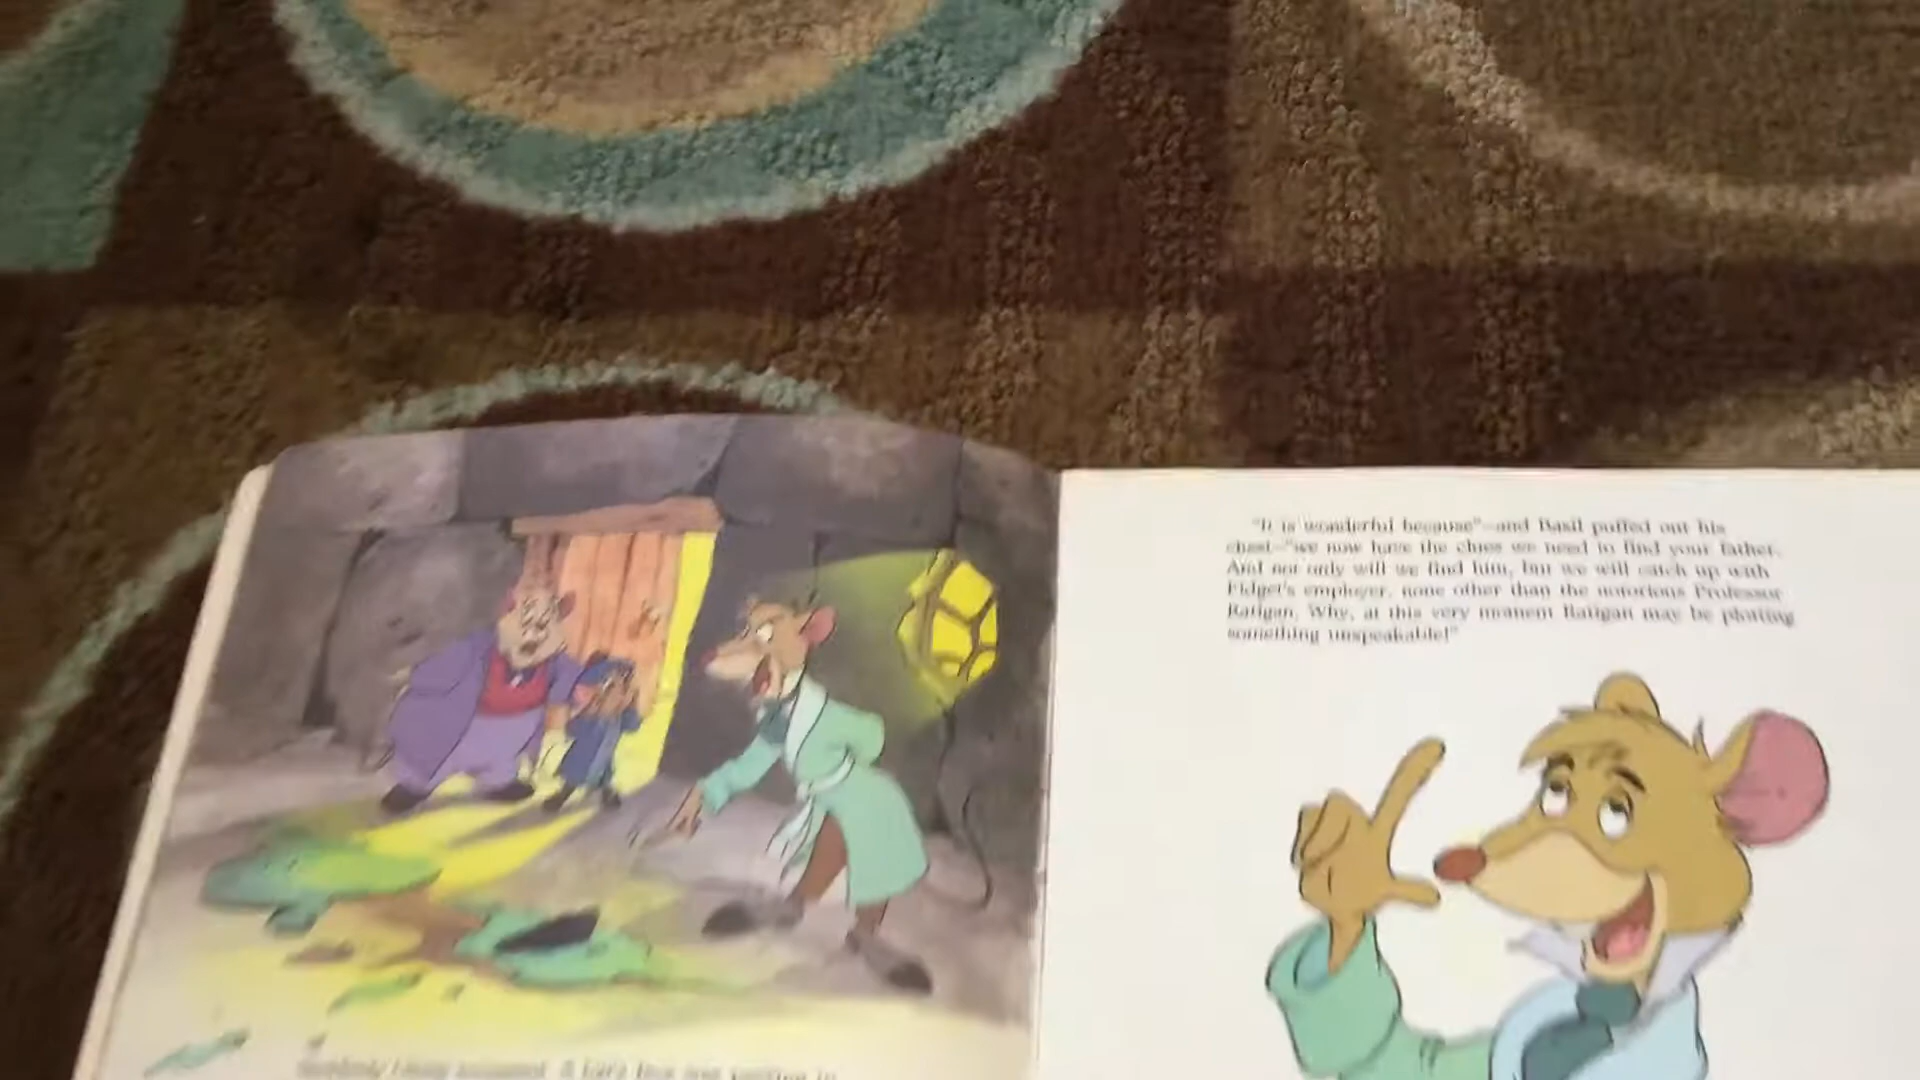 "It is wonderful because"—and Basil puffed out his
chest—"we now have the clues we need to find your father.
And not only will we find him, but we will catch up with
Fidget's employer, none other than the notorious Professor
Ratigan. Why, at this very moment Ratigan may be plotting
something unspeakable!"